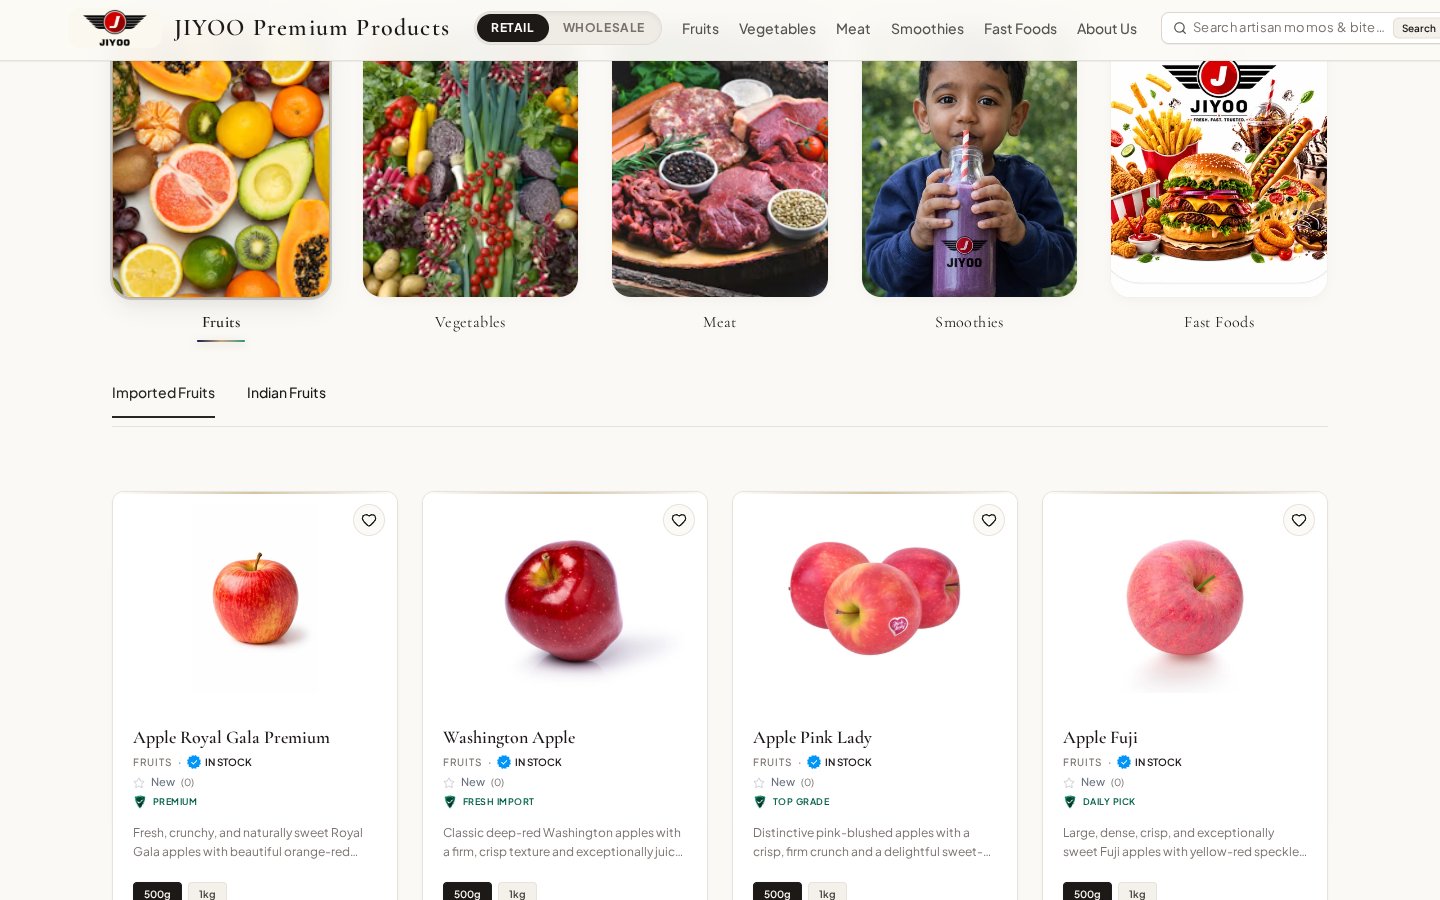 JIYOO
JIYOO Premium Products
RETAIL
WHOLESALE
Fruits
Vegetables
Meat
Smoothies
Fast Foods
About Us
Search artisan momos & bite...
Search
JIYOO
JIYOO
FRESH. FAST. TRUSTED.
Fruits
Vegetables
Meat
Smoothies
Fast Foods
Imported Fruits
Indian Fruits
Apple Royal Gala Premium
FRUITS · IN STOCK
New (0)
PREMIUM
Fresh, crunchy, and naturally sweet Royal
Gala apples with beautiful orange-red...
500g
1kg
Washington Apple
FRUITS · IN STOCK
New (0)
FRESH IMPORT
Classic deep-red Washington apples with
a firm, crisp texture and exceptionally juic...
500g
1kg
Apple Pink Lady
FRUITS · IN STOCK
New (0)
TOP GRADE
Distinctive pink-blushed apples with a
crisp, firm crunch and a delightful sweet-...
500g
1kg
Apple Fuji
FRUITS · IN STOCK
New (0)
DAILY PICK
Large, dense, crisp, and exceptionally
sweet Fuji apples with yellow-red speckle...
500g
1kg